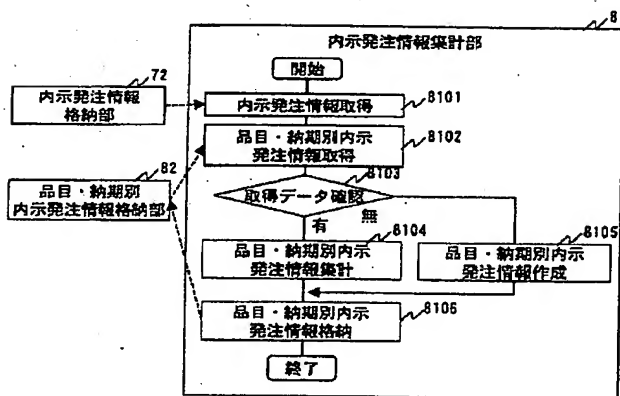 8
内示発注情報集計部
開始
72
内示発注情報
格納部
内示発注情報取得
8101
品目・納期別内示
発注情報取得
8102
82
品目・納期別
内示発注情報格納部
8103
取得データ確認
有
無
8104
品目・納期別内示
発注情報集計
8105
品目・納期別内示
発注情報作成
品目・納期別内示
発注情報格納
8106
終了